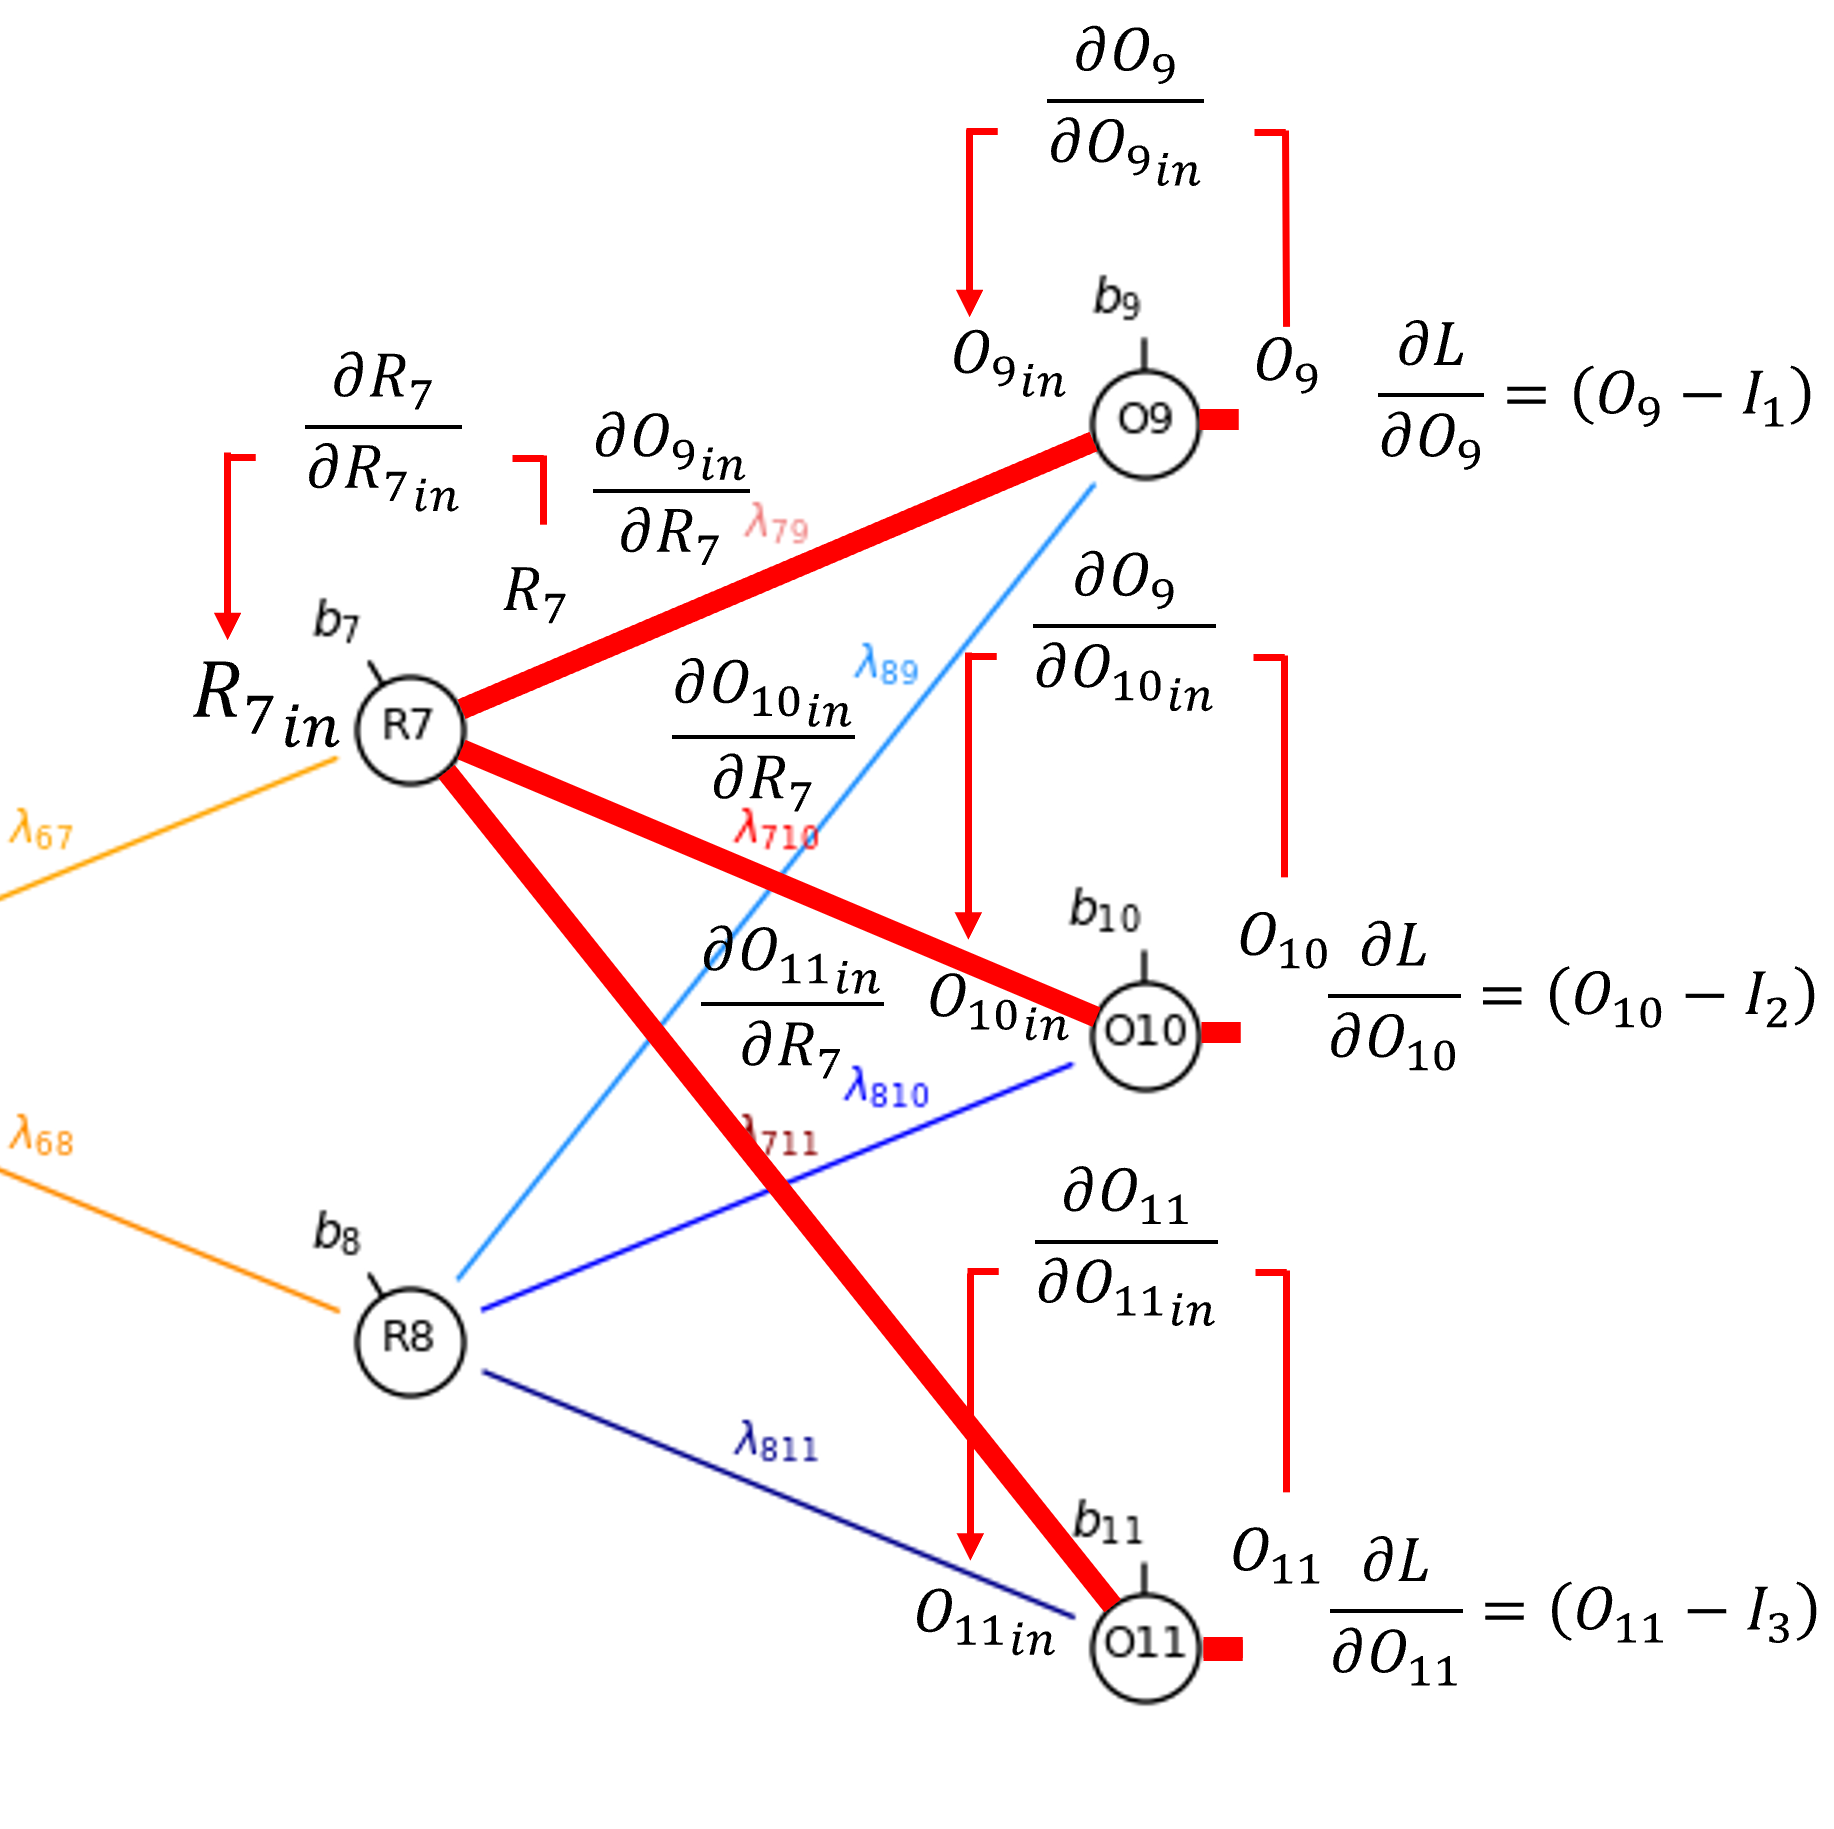 ∂O₉
∂O₉ᵢₙ
b₉
O₉ᵢₙ
O9
O₉
∂L/∂O₉ = (O₉ − I₁)
∂R₇
∂R₇ᵢₙ
∂O₉ᵢₙ
∂R₇
λ₇₉
R₇
b₇
R₇ᵢₙ
R7
∂O₉
∂O₁₀ᵢₙ
λ₈₉
∂O₁₀ᵢₙ
∂R₇
λ₆₇
λ₇₁₀
b₁₀
O₁₀
∂L/∂O₁₀ = (O₁₀ − I₂)
∂O₁₁ᵢₙ
∂R₇
O₁₀ᵢₙ
O10
λ₈₁₀
λ₆₈
λ₇₁₁
∂O₁₁
∂O₁₁ᵢₙ
b₈
R8
λ₈₁₁
b₁₁
O₁₁
∂L/∂O₁₁ = (O₁₁ − I₃)
O₁₁ᵢₙ
O11